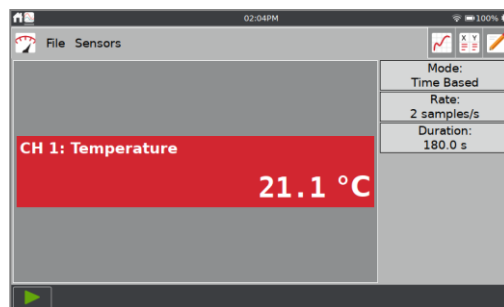 02:04PM
100%
File Sensors
X Y
Mode:
Time Based
Rate:
2 samples/s
Duration:
180.0 s
CH 1: Temperature
21.1 °C